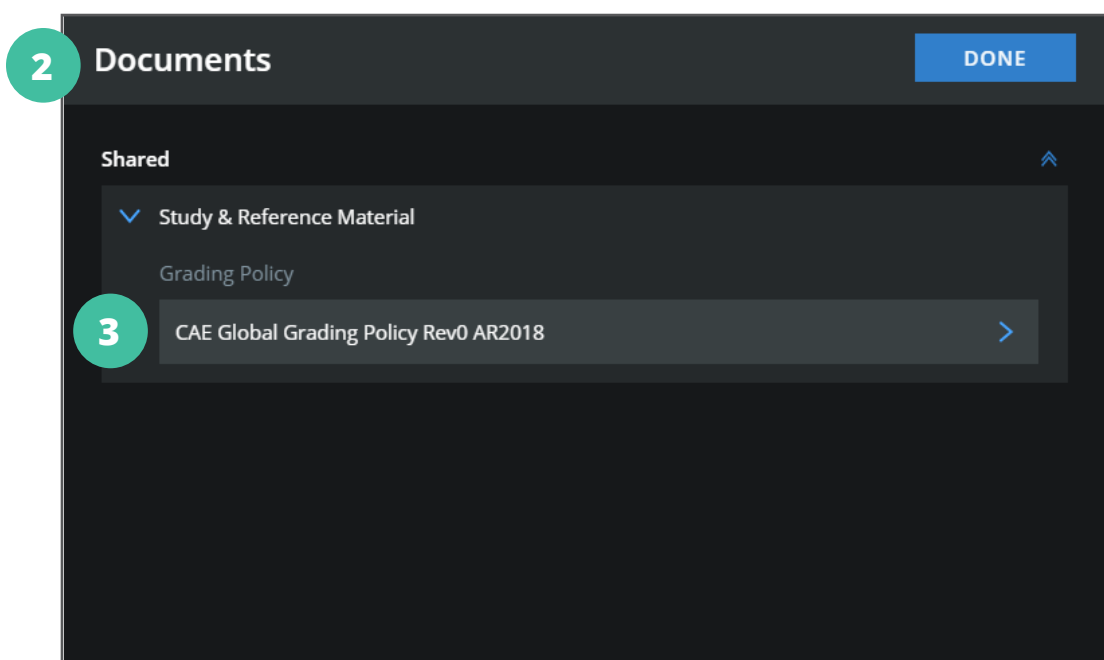 2
Documents
DONE
Shared
Study & Reference Material
Grading Policy
3
CAE Global Grading Policy Rev0 AR2018